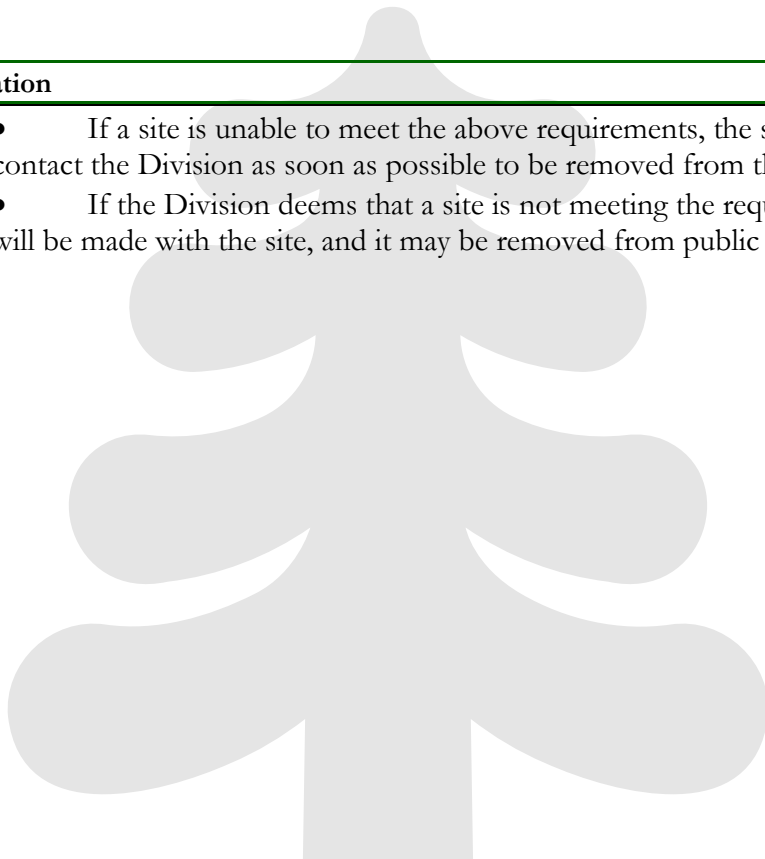 ation
• If a site is unable to meet the above requirements, the s
contact the Division as soon as possible to be removed from th
• If the Division deems that a site is not meeting the requ
will be made with the site, and it may be removed from public